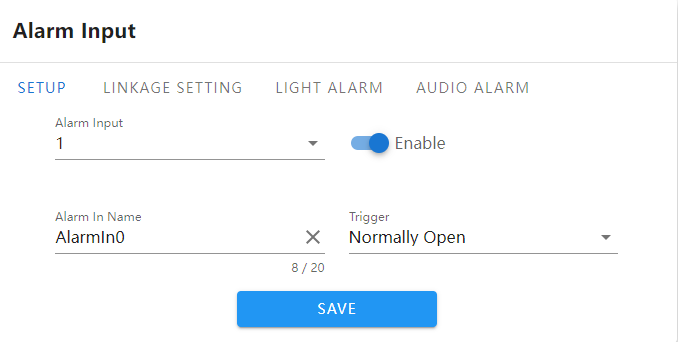 Alarm Input
SETUP LINKAGE SETTING LIGHT ALARM AUDIO ALARM
Alarm Input
1
Enable
Alarm In Name
AlarmIn0
8 / 20
Trigger
Normally Open
SAVE